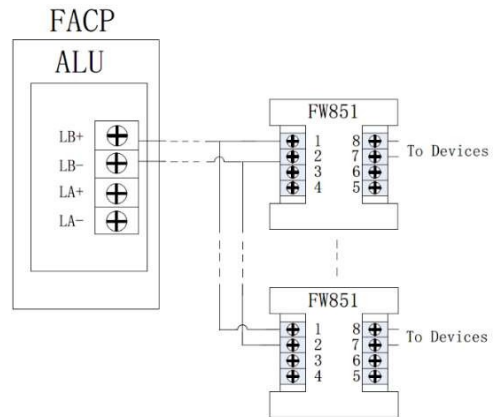 FACP
ALU
LB+
LB-
LA+
LA-
FW851
1 8
2 7
3 6
4 5
To Devices
FW851
1 8
2 7
3 6
4 5
To Devices